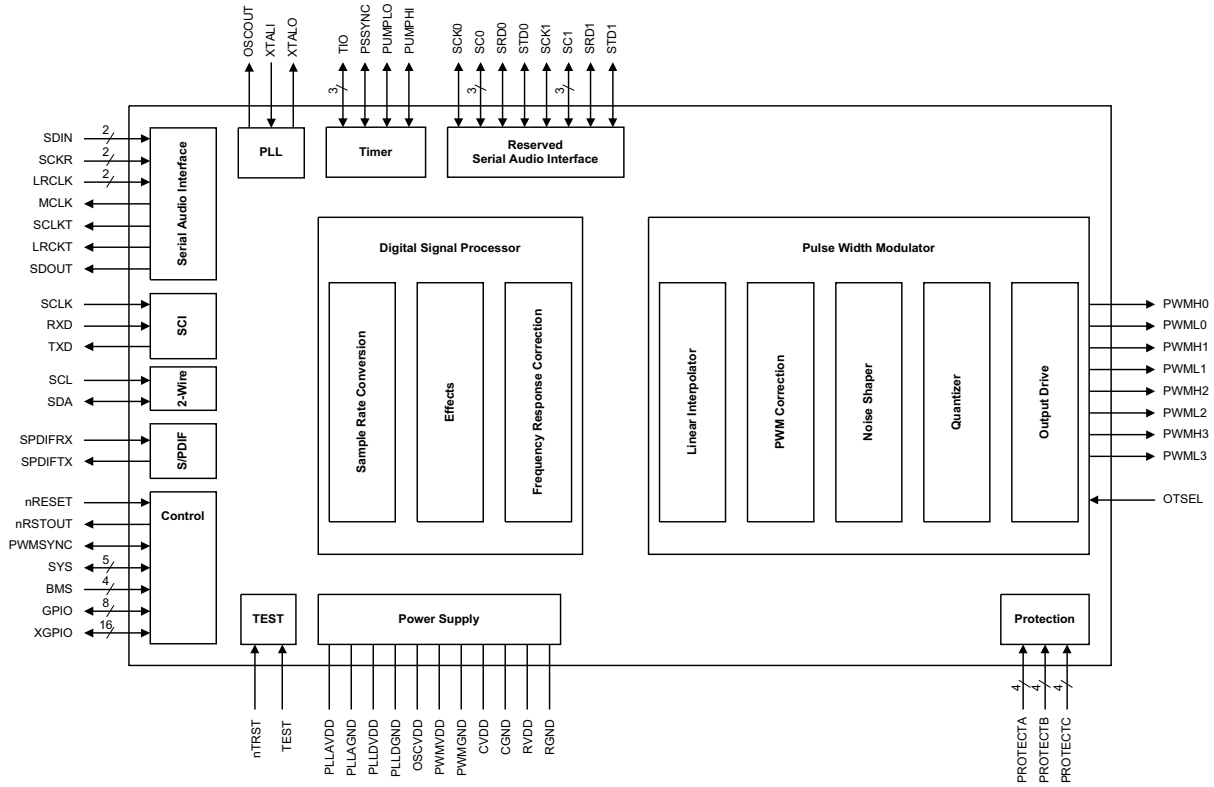 OSCOUT
XTALI
XTALO
TIO
PSSYNC
PUMPLO
PUMPHI
SCK0
SC0
SRD0
STD0
SCK1
SC1
SRD1
STD1
3
3
3
SDIN
2
SCKR
2
LRCLK
2
MCLK
SCLKT
LRCKT
SDOUT
Serial Audio Interface
PLL
Timer
Reserved
Serial Audio Interface
SCLK
RXD
TXD
SCI
SCL
SDA
2-Wire
SPDIFRX
SPDIFTX
S/PDIF
nRESET
nRSTOUT
PWMSYNC
SYS
5
BMS
4
GPIO
8
XGPIO
16
Control
Digital Signal Processor
Sample Rate Conversion
Effects
Frequency Response Correction
Pulse Width Modulator
Linear Interpolator
PWM Correction
Noise Shaper
Quantizer
Output Drive
PWMH0
PWML0
PWMH1
PWML1
PWMH2
PWML2
PWMH3
PWML3
OTSEL
TEST
Power Supply
Protection
nTRST
TEST
PLLAVDD
PLLAGND
PLLDVDD
PLLDGND
OSCVDD
PWMVDD
PWMGND
CVDD
CGND
RVDD
RGND
4
4
4
PROTECTA
PROTECTB
PROTECTC